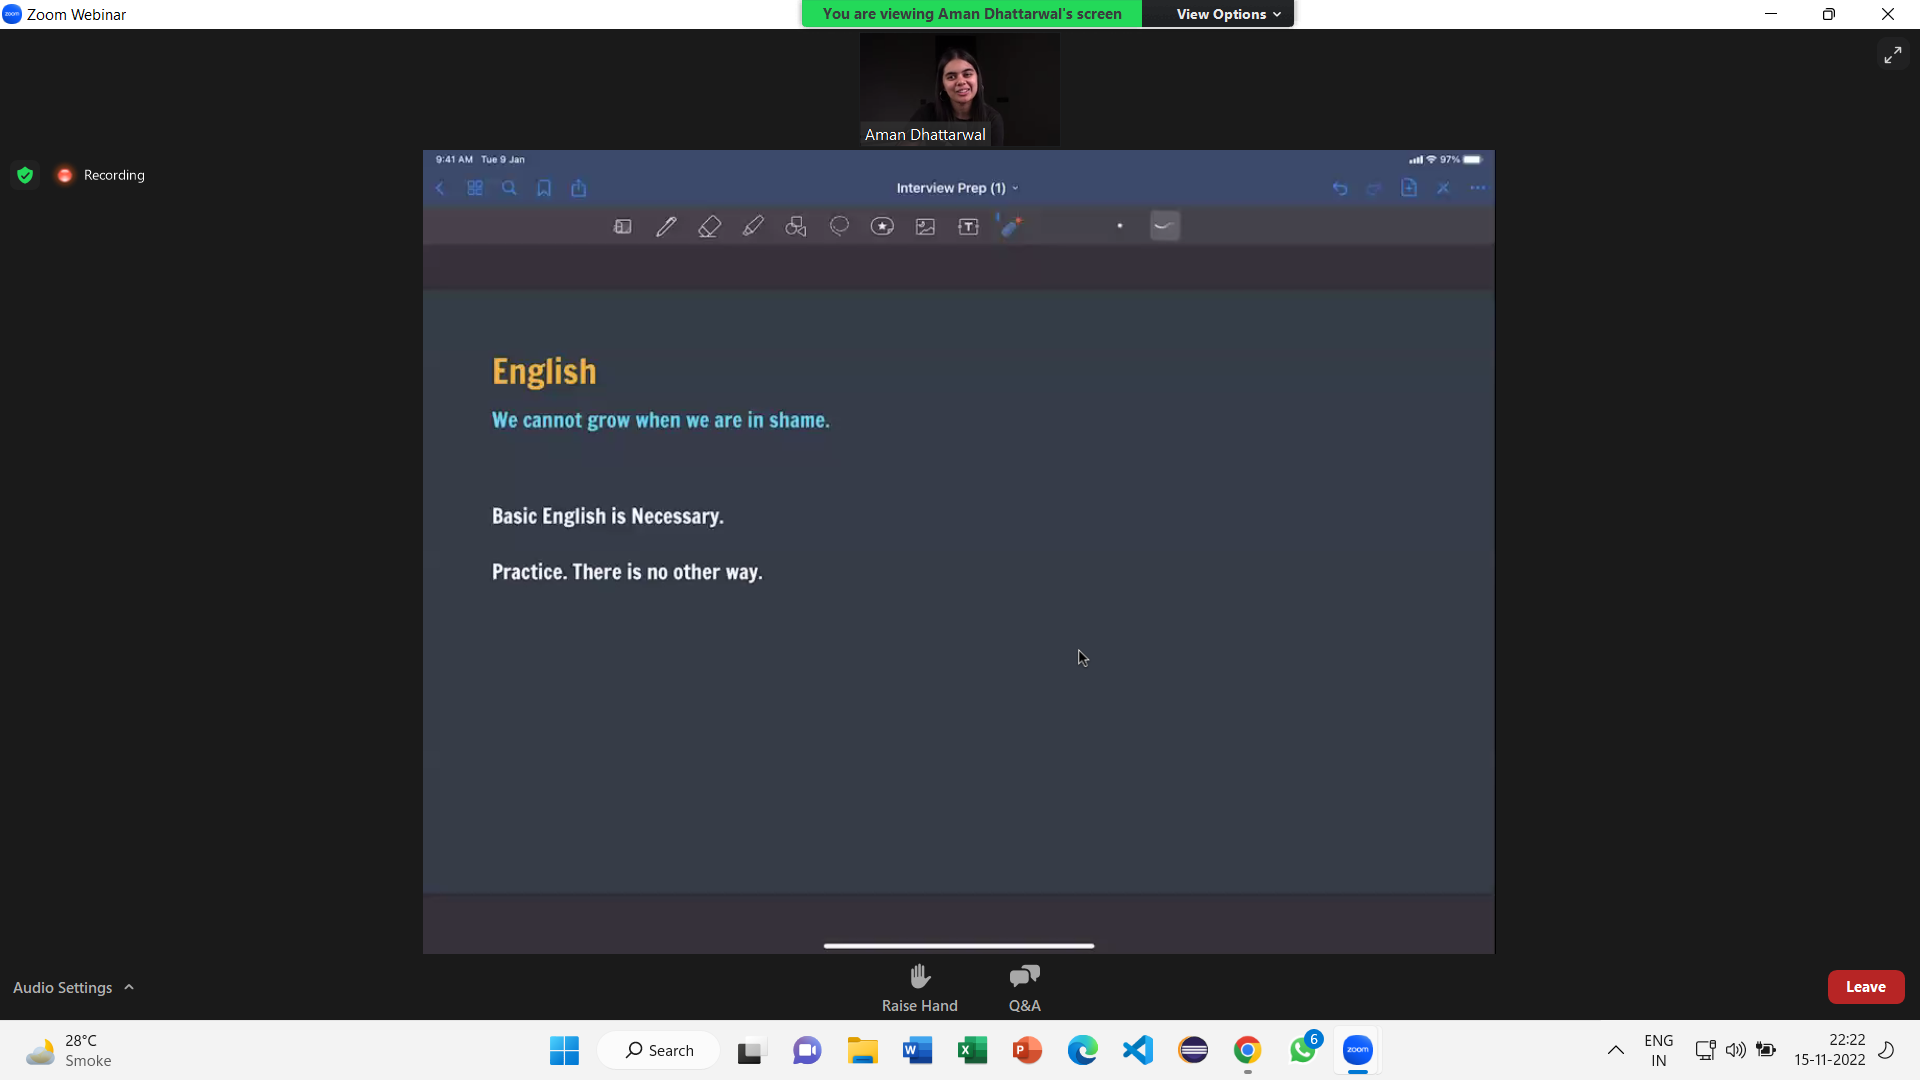 Zoom Webinar
You are viewing Aman Dhattarwal's screen
View Options
Aman Dhattarwal
Recording
9:41 AM Tue 9 Jan
97%
Interview Prep (1)
English
We cannot grow when we are in shame.
Basic English is Necessary.
Practice. There is no other way.
Audio Settings
Raise Hand
Q&A
Leave
28°C
Smoke
Search
6
zoom
ENG
IN
22:22
15-11-2022